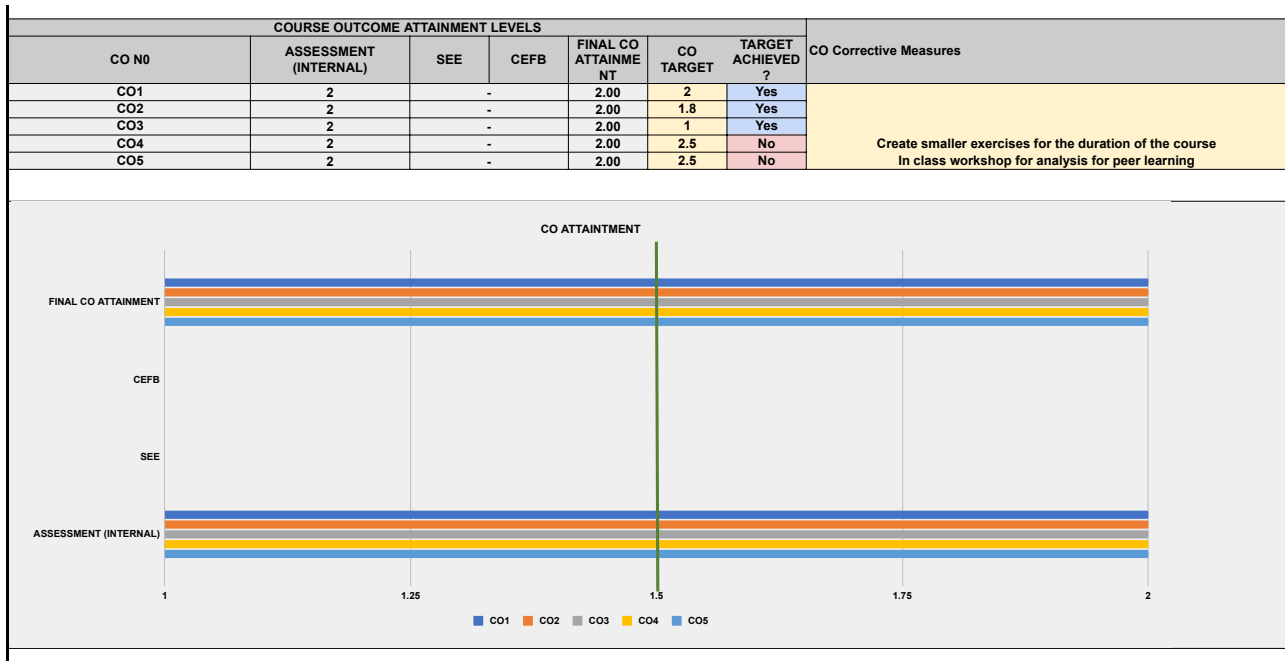 COURSE OUTCOME ATTAINMENT LEVELS
CO N0 ASSESSMENT (INTERNAL) SEE CEFB FINAL CO ATTAINME NT CO TARGET TARGET ACHIEVED ? CO Corrective Measures
CO1 2 - 2.00 2 Yes
CO2 2 - 2.00 1.8 Yes
CO3 2 - 2.00 1 Yes
CO4 2 - 2.00 2.5 No Create smaller exercises for the duration of the course
CO5 2 - 2.00 2.5 No In class workshop for analysis for peer learning
CO ATTAINTMENT
FINAL CO ATTAINMENT
CEFB
SEE
ASSESSMENT (INTERNAL)
1 1.25 1.5 1.75 2
CO1 CO2 CO3 CO4 CO5